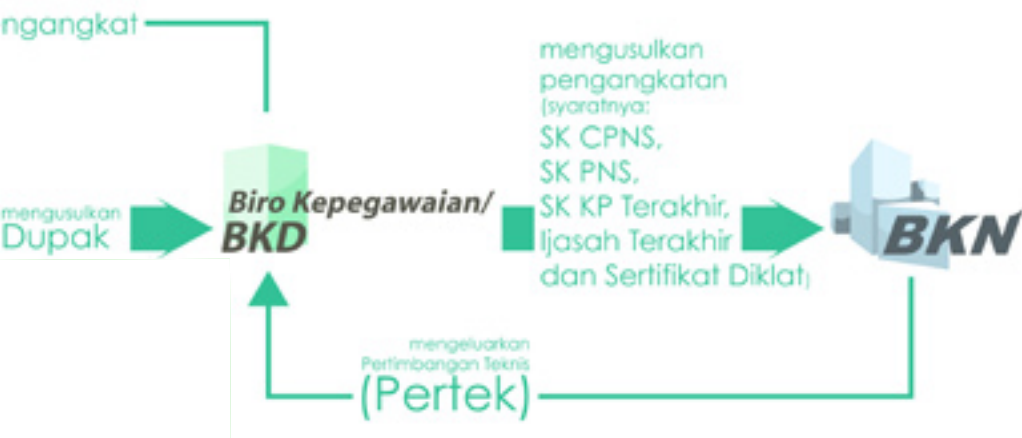 ngangkat
mengusulkan
Dupak
Biro Kepegawaian/
BKD
mengusulkan
pengangkatan
(syaratnya:
SK CPNS,
SK PNS,
SK KP Terakhir,
Ijasah Terakhir
dan Sertifikat Diklat)
BKN
mengeluarkan
Pertimbangan Teknis
(Pertek)